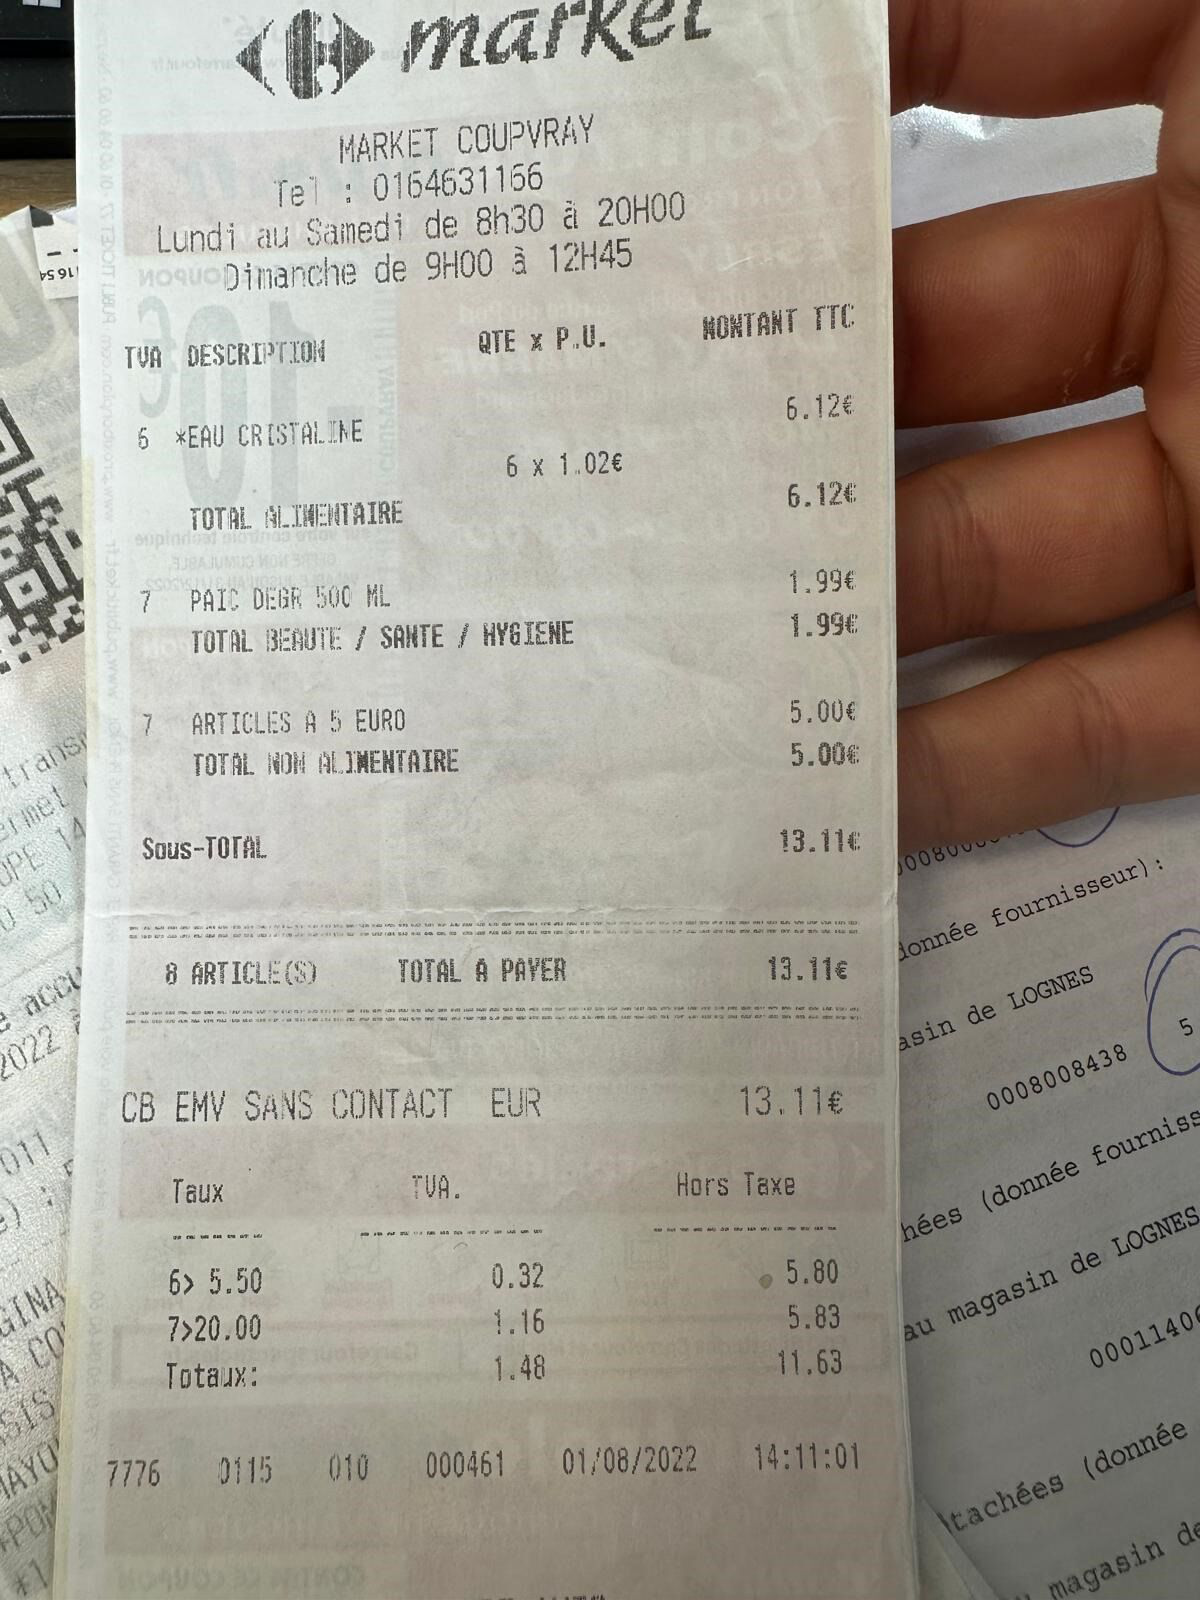 market
MARKET COUPVRAY
Tel : 0164631166
Lundi au Samedi de 8h30 à 20H00
Dimanche de 9H00 à 12H45
TVA DESCRIPTION QTE x P.U. MONTANT TTC
6 *EAU CRISTALINE 6.12€
6 x 1.02€
TOTAL ALIMENTAIRE 6.12€
7 PAIC DEGR 500 ML 1.99€
TOTAL BEAUTE / SANTE / HYGIENE 1.99€
7 ARTICLES A 5 EURO 5.00€
TOTAL NON ALIMENTAIRE 5.00€
Sous-TOTAL 13.11€
8 ARTICLE(S) TOTAL A PAYER 13.11€
CB EMV SANS CONTACT EUR 13.11€
Taux TVA. Hors Taxe
6> 5.50 0.32 5.80
7>20.00 1.16 5.83
Totaux: 1.48 11.63
7776 0115 010 000461 01/08/2022 14:11:01
donnée fournisseur):
de LOGNES
0008008438 5
(donnée
au magasin de LOGNES
(donnée
magasin